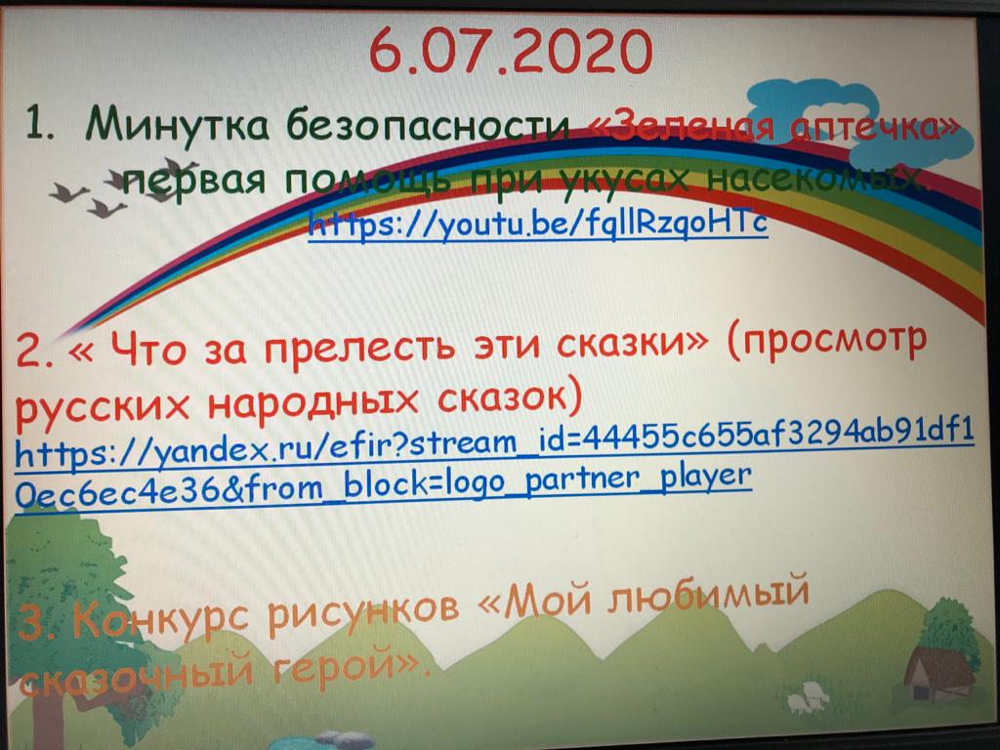 6.07.2020
1. Минутка безопасности «Зеленая аптечка»
первая помощь при укусах насекомых.
https://youtu.be/fqllRzqoHTc
2. « Что за прелесть эти сказки» (просмотр
русских народных сказок)
https://yandex.ru/efir?stream_id=44455c655af3294ab91df1
0ec6ec4e36&from_block=logo_partner_player
3. Конкурс рисунков «Мой любимый
сказочный герой».